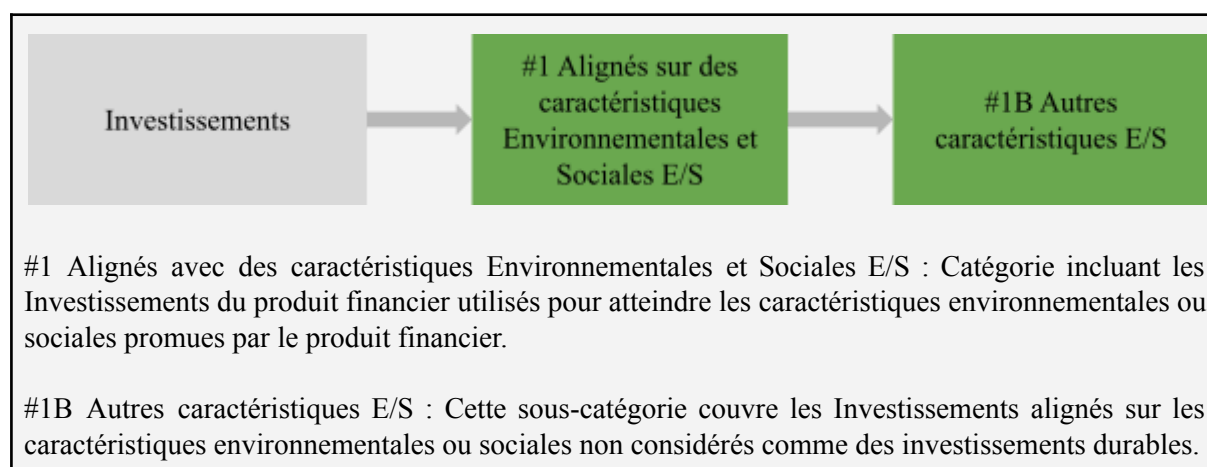 Investissements
#1 Alignés sur des
caractéristiques
Environnementales et
Sociales E/S
#1B Autres
caractéristiques E/S
#1 Alignés avec des caractéristiques Environnementales et Sociales E/S : Catégorie incluant les
Investissements du produit financier utilisés pour atteindre les caractéristiques environnementales ou
sociales promues par le produit financier.
#1B Autres caractéristiques E/S : Cette sous-catégorie couvre les Investissements alignés sur les
caractéristiques environnementales ou sociales non considérés comme des investissements durables.